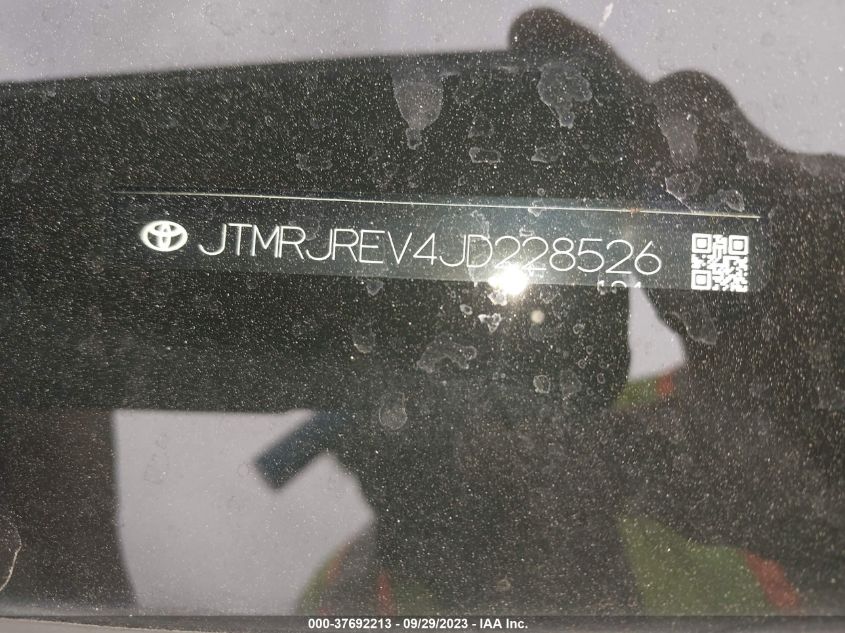 JTMRJREV4JD228526
000-37692213 - 09/29/2023 - IAA Inc.